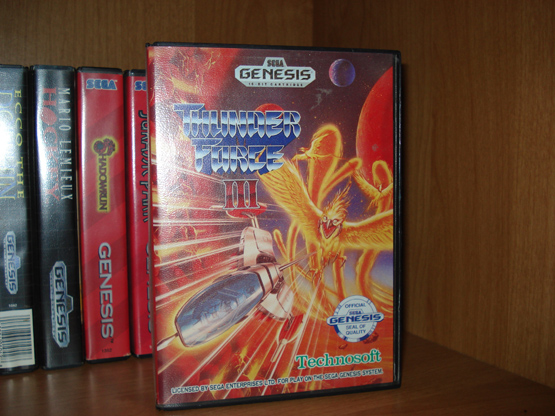 SEGA
GENESIS
16-BIT CARTRIDGE
THUNDER
FORCE
III
OFFICIAL
SEGA
GENESIS
SEAL OF
QUALITY
Technosoft
LICENSED BY SEGA ENTERPRISES LTD. FOR PLAY ON THE SEGA GENESIS SYSTEM.
ECCO THE
GENESIS
MARIO LEMIEUX
GENESIS
SEGA
SHADOWRUN
GENESIS